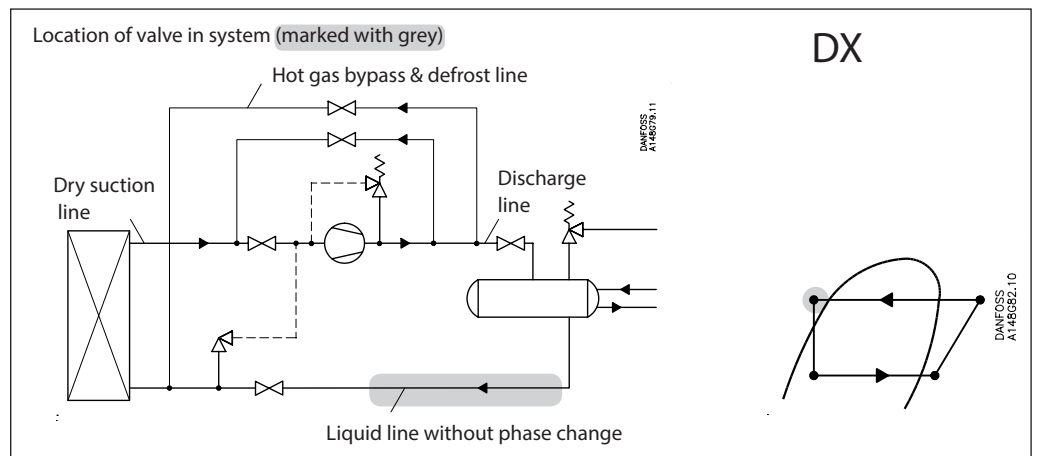 Location of valve in system (marked with grey)
DX
Hot gas bypass & defrost line
DANFOSS
A148G79.11
Dry suction
line
Discharge
line
DANFOSS
A148G82.10
Liquid line without phase change